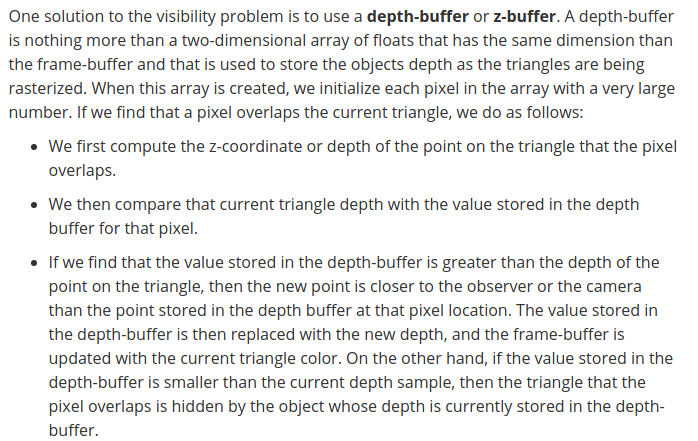 One solution to the visibility problem is to use a depth-buffer or z-buffer. A depth-buffer
is nothing more than a two-dimensional array of floats that has the same dimension than
the frame-buffer and that is used to store the objects depth as the triangles are being
rasterized. When this array is created, we initialize each pixel in the array with a very large
number. If we find that a pixel overlaps the current triangle, we do as follows:
• We first compute the z-coordinate or depth of the point on the triangle that the pixel
overlaps.
• We then compare that current triangle depth with the value stored in the depth
buffer for that pixel.
• If we find that the value stored in the depth-buffer is greater than the depth of the
point on the triangle, then the new point is closer to the observer or the camera
than the point stored in the depth buffer at that pixel location. The value stored in
the depth-buffer is then replaced with the new depth, and the frame-buffer is
updated with the current triangle color. On the other hand, if the value stored in the
depth-buffer is smaller than the current depth sample, then the triangle that the
pixel overlaps is hidden by the object whose depth is currently stored in the depth-
buffer.